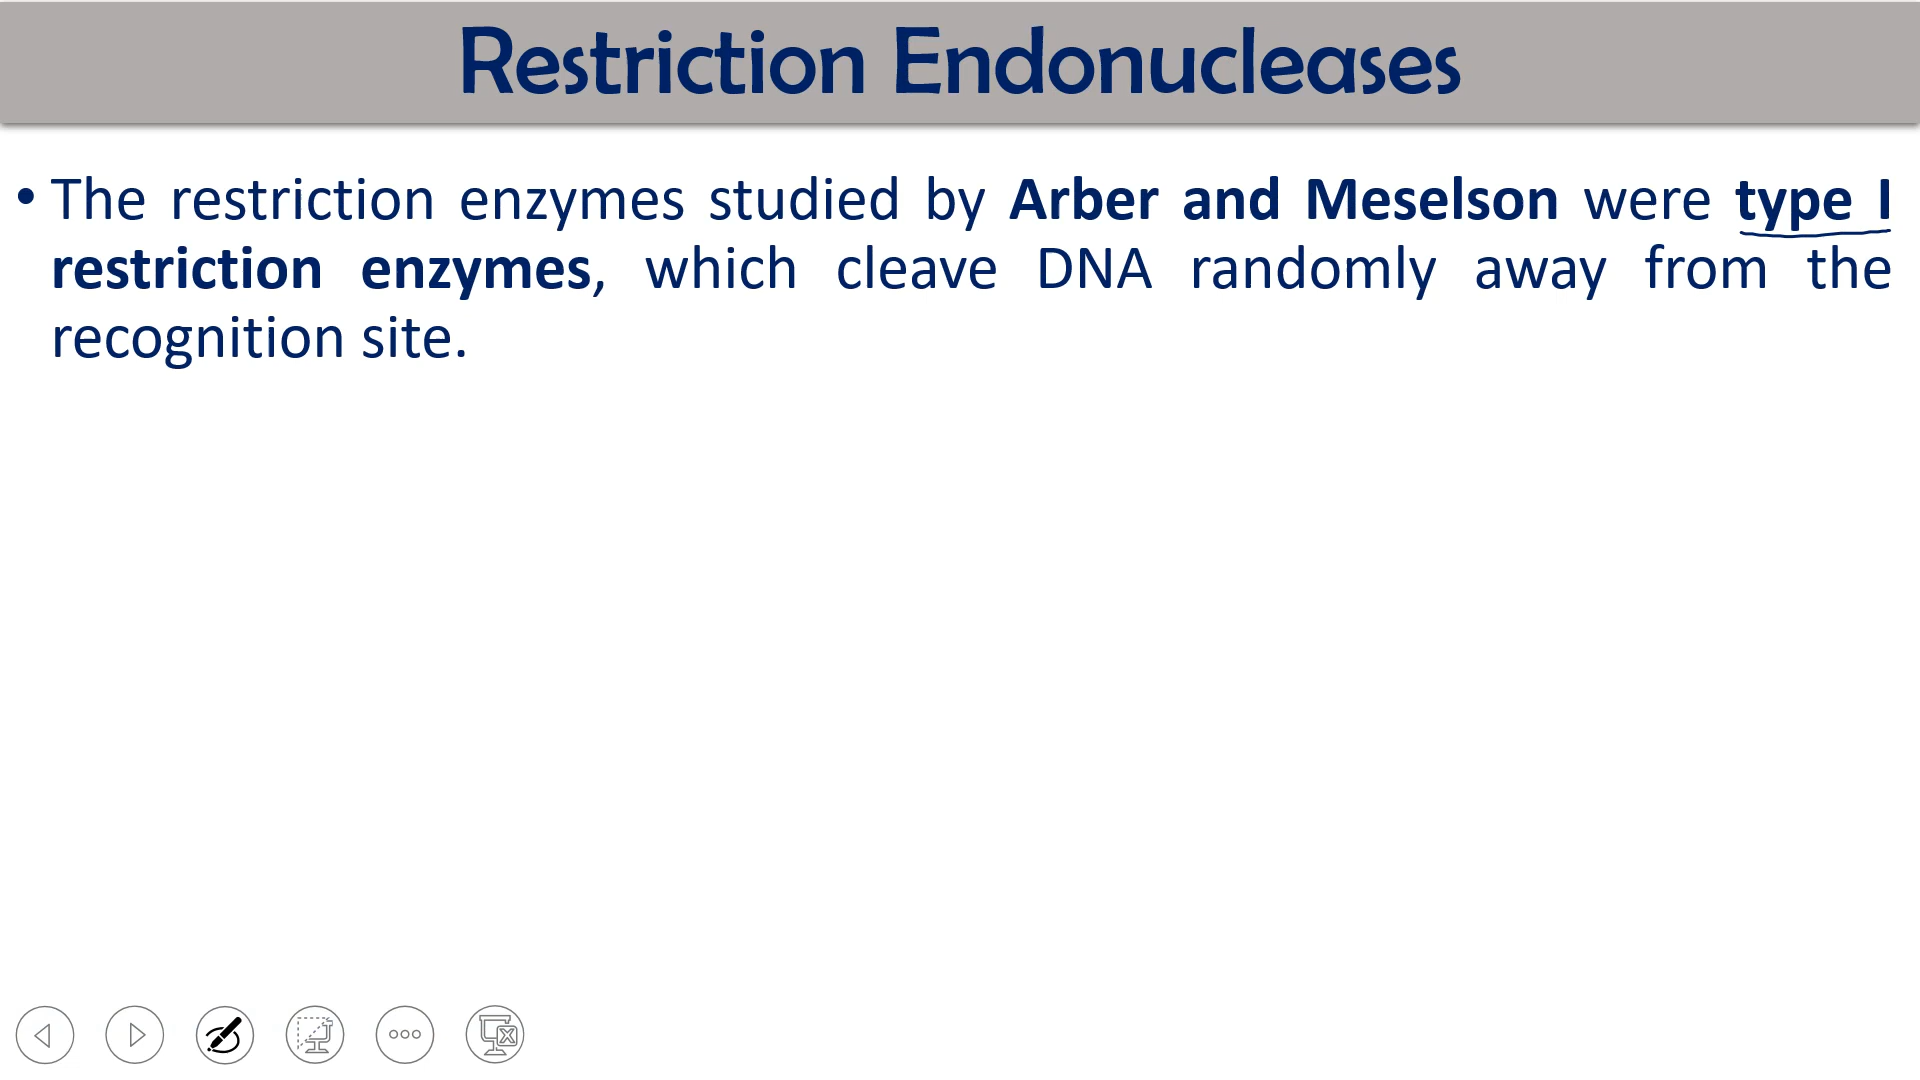 Restriction Endonucleases
• The restriction enzymes studied by Arber and Meselson were type I
restriction enzymes, which cleave DNA randomly away from the
recognition site.